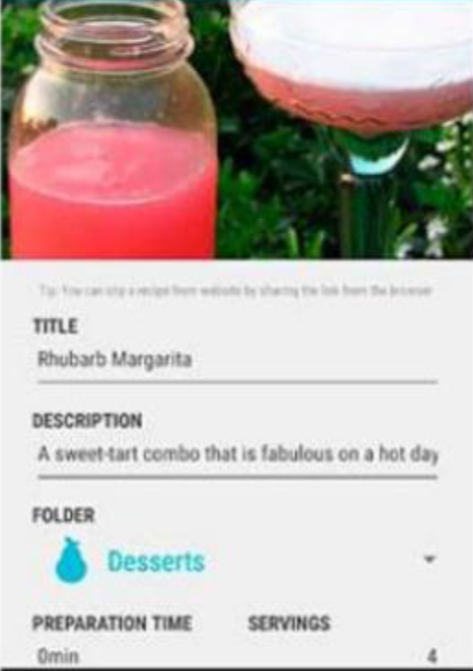 Tip: You can clip a recipe from website by sharing the link from the browser
TITLE
Rhubarb Margarita
DESCRIPTION
A sweet-tart combo that is fabulous on a hot day
FOLDER
Desserts
PREPARATION TIME SERVINGS
0min 4